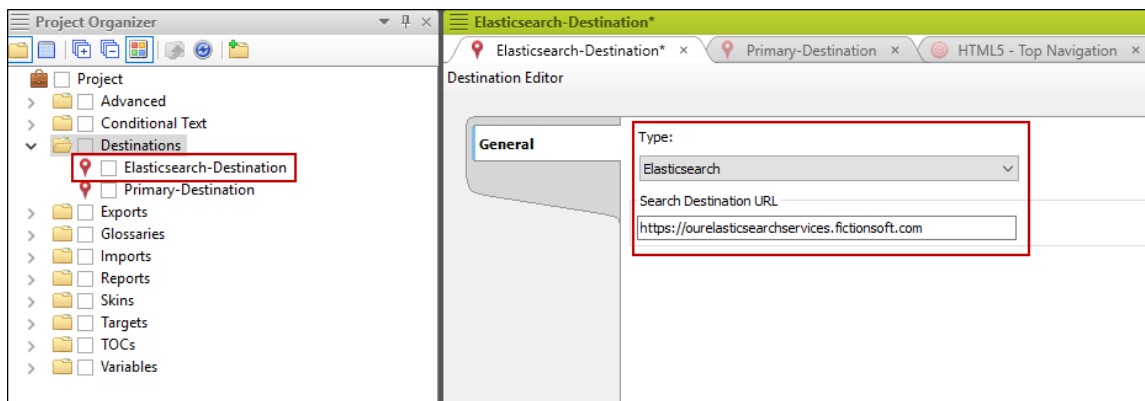 Project Organizer
Project
Advanced
Conditional Text
Destinations
Elasticsearch-Destination
Primary-Destination
Exports
Glossaries
Imports
Reports
Skins
Targets
TOCs
Variables
Elasticsearch-Destination*
Elasticsearch-Destination* × Primary-Destination × HTML5 - Top Navigation ×
Destination Editor
General
Type:
Elasticsearch
Search Destination URL
https://ourelasticsearchservices.fictionsoft.com